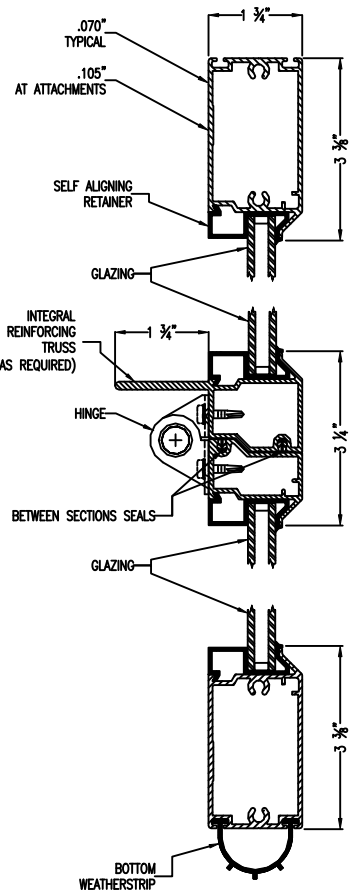 1 ¾"
.070"
TYPICAL
.105"
AT ATTACHMENTS
3 ⅜"
SELF ALIGNING
RETAINER
GLAZING
INTEGRAL
REINFORCING
TRUSS
(AS REQUIRED)
1 ¾"
HINGE
3 ¼"
BETWEEN SECTIONS SEALS
GLAZING
3 ⅜"
BOTTOM
WEATHERSTRIP